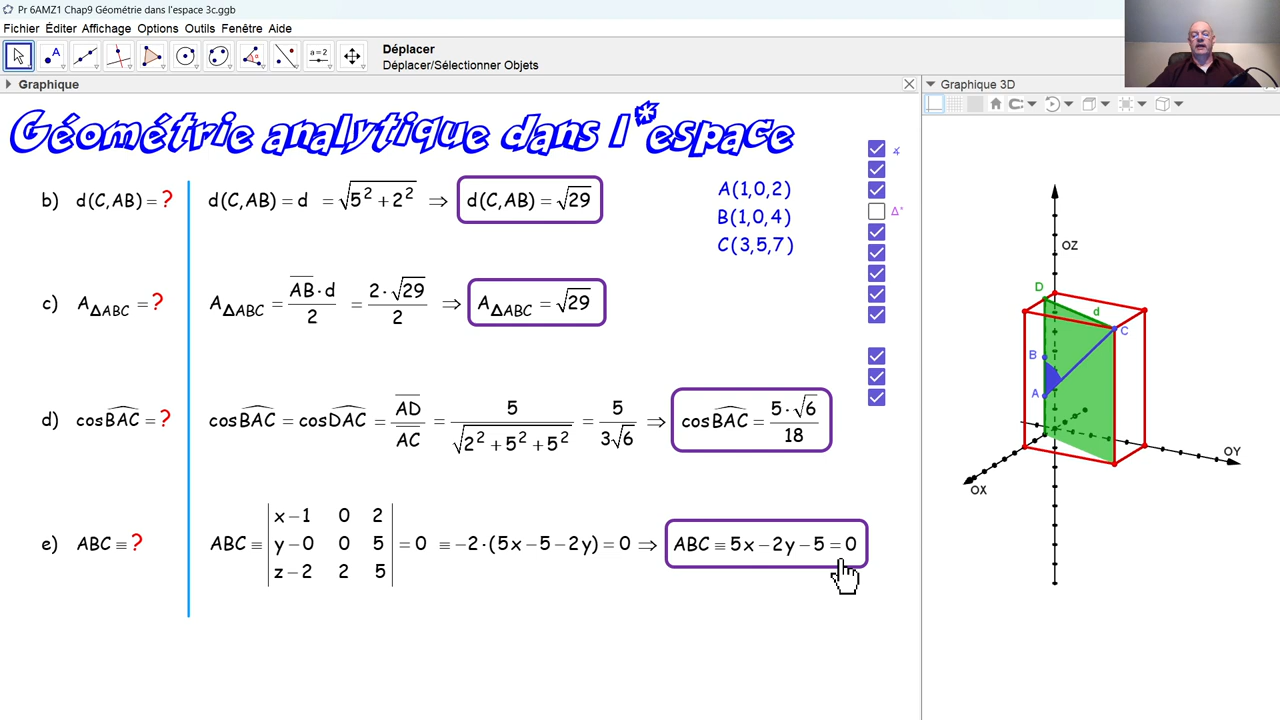 Pr 6AMZ1 Chap9 Géométrie dans l'espace 3c.ggb
Fichier Éditer Affichage Options Outils Fenêtre Aide
A a=2
Déplacer
Déplacer/Sélectionner Objets
Graphique
Graphique 3D
Géométrie analytique dans l'espace
b) d(C,AB) = ? d(C,AB) = d = √(5² + 2²) ⇒ d(C,AB) = √29
A(1,0,2)
B(1,0,4)
C(3,5,7)
Δ*
c) A_ΔABC = ? A_ΔABC = (AB · d)/2 = (2 · √29)/2 ⇒ A_ΔABC = √29
d) cos BAC = ? cos BAC = cos DAC = AD/AC = 5/√(2² + 5² + 5²) = 5/(3√6) ⇒ cos BAC = (5 · √6)/18
e) ABC ≡ ? ABC ≡ | x−1 0 2 |
| y−0 0 5 | = 0 ≡ −2 · (5x − 5 − 2y) = 0 ⇒ ABC ≡ 5x − 2y − 5 = 0
| z−2 2 5 |
OZ
D
d
C
B
A
OY
OX